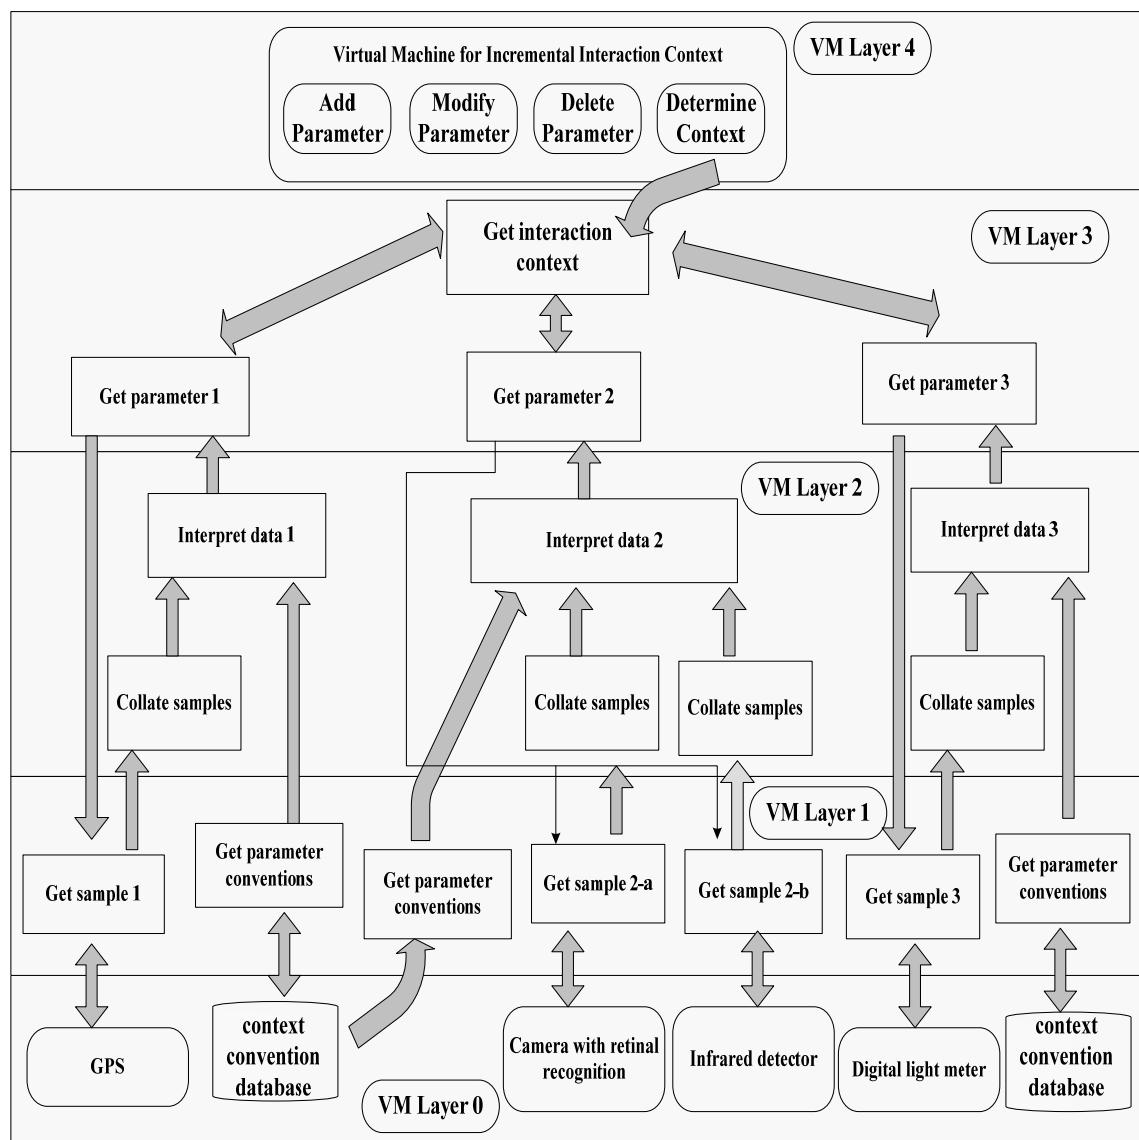 Virtual Machine for Incremental Interaction Context
VM Layer 4
Add
Parameter
Modify
Parameter
Delete
Parameter
Determine
Context
Get interaction
context
VM Layer 3
Get parameter 1
Get parameter 2
Get parameter 3
VM Layer 2
Interpret data 1
Interpret data 2
Interpret data 3
Collate samples
Collate samples
Collate samples
Collate samples
VM Layer 1
Get sample 1
Get parameter
conventions
Get parameter
conventions
Get sample 2-a
Get sample 2-b
Get sample 3
Get parameter
conventions
GPS
context
convention
database
Camera with retinal
recognition
Infrared detector
Digital light meter
context
convention
database
VM Layer 0